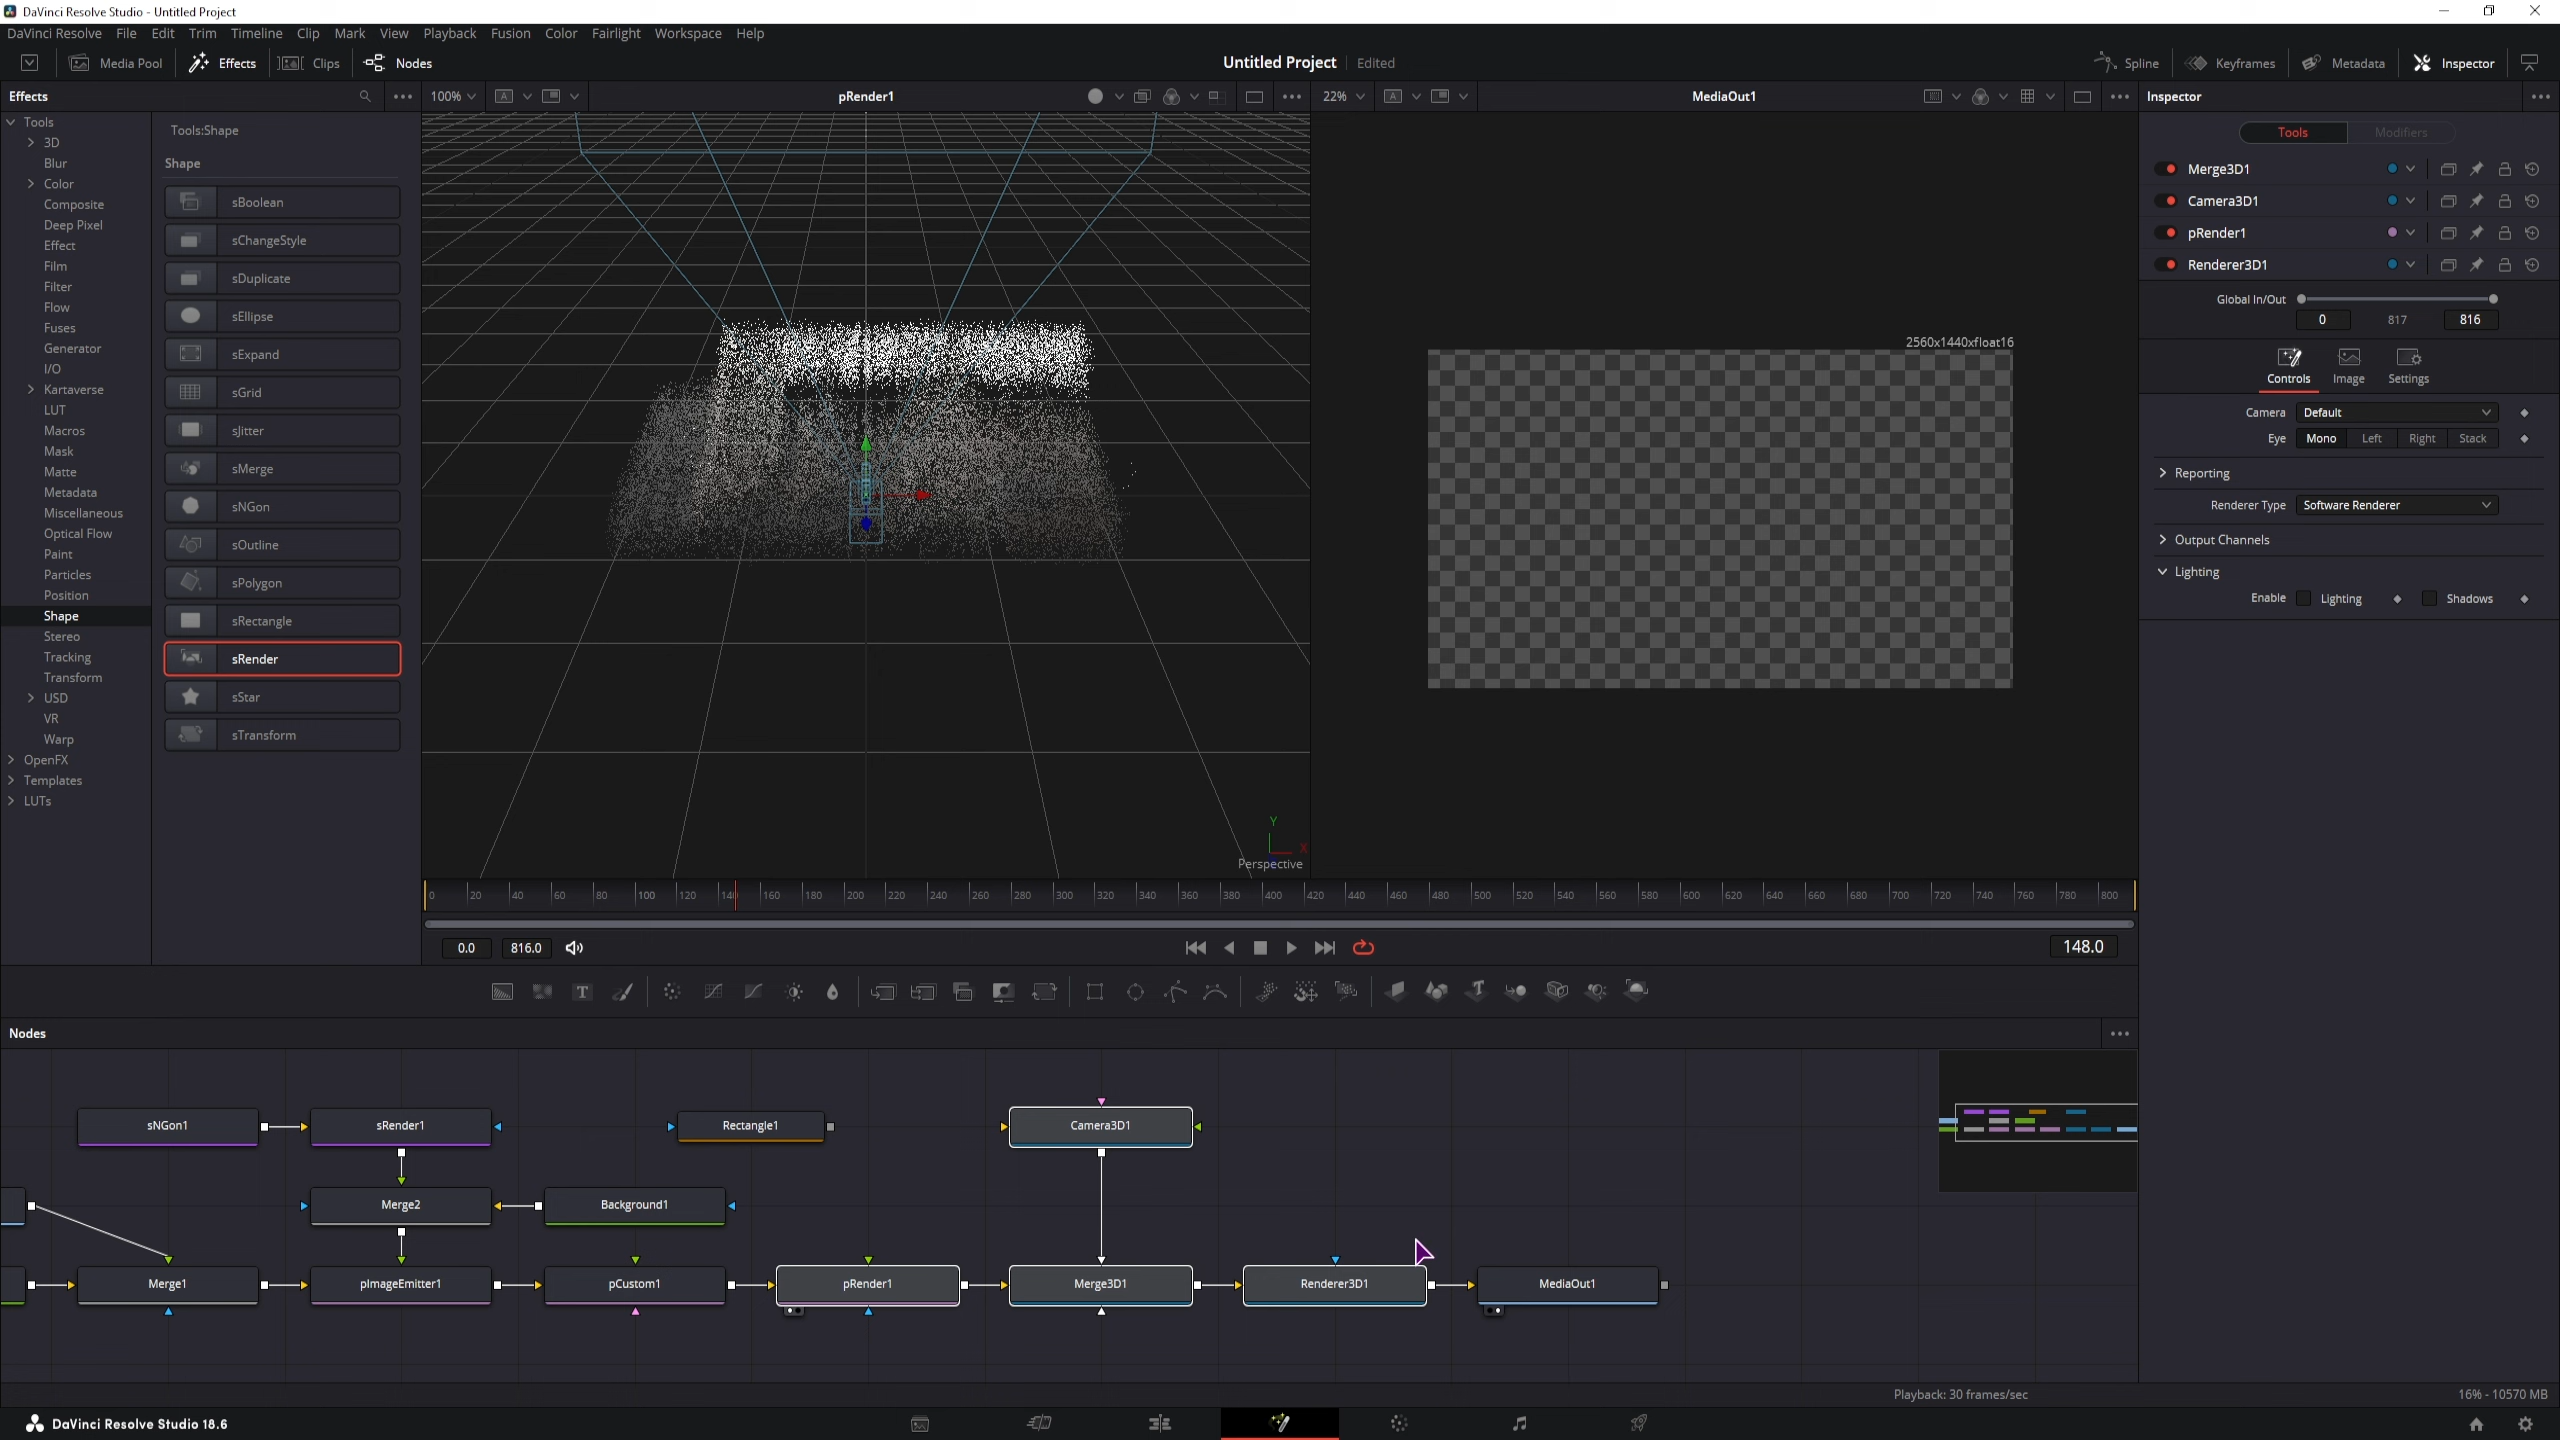 DaVinci Resolve Studio - Untitled Project
DaVinci Resolve File Edit Trim Timeline Clip Mark View Playback Fusion Color Fairlight Workspace Help
Media Pool Effects Clips Nodes
Untitled Project Edited
Spline Keyframes Metadata Inspector
Effects
100%
pRender1
22%
MediaOut1
Inspector
Tools
3D
Blur
Color
Composite
Deep Pixel
Effect
Film
Filter
Flow
Fuses
Generator
I/O
Kartaverse
LUT
Macros
Mask
Matte
Metadata
Miscellaneous
Optical Flow
Paint
Particles
Position
Shape
Stereo
Tracking
Transform
USD
VR
Warp
OpenFX
Templates
LUTs
Tools:Shape
Shape
sBoolean
sChangeStyle
sDuplicate
sEllipse
sExpand
sGrid
sJitter
sMerge
sNGon
sOutline
sPolygon
sRectangle
sRender
sStar
sTransform
Y
X
Perspective
2560x1440xfloat16
Tools Modifiers
Merge3D1
Camera3D1
pRender1
Renderer3D1
Global In/Out
0 817 816
Controls Image Settings
Camera Default
Eye Mono Left Right Stack
Reporting
Renderer Type Software Renderer
Output Channels
Lighting
Enable Lighting Shadows
0 20 40 60 80 100 120 160 180 200 220 240 260 280 300 320 340 360 380 400 420 440 460 480 500 520 540 560 580 600 620 640 660 680 700 720 740 760 780 800
0.0 816.0
148.0
T
Nodes
sNGon1 sRender1 Rectangle1 Camera3D1
Merge2 Background1
Merge1 pImageEmitter1 pCustom1 pRender1 Merge3D1 Renderer3D1 MediaOut1
Playback: 30 frames/sec
16% - 10570 MB
DaVinci Resolve Studio 18.6